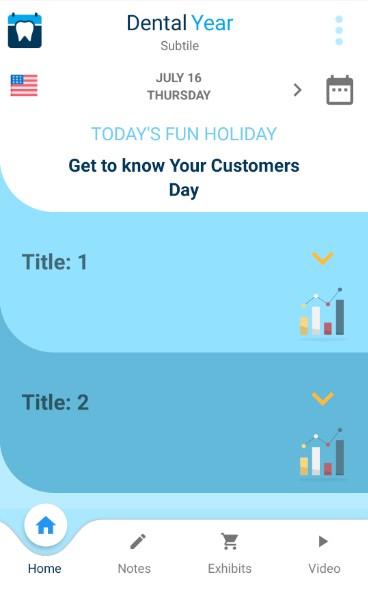 Dental Year
Subtile
JULY 16
THURSDAY
TODAY'S FUN HOLIDAY
Get to know Your Customers
Day
Title: 1
Title: 2
Home
Notes
Exhibits
Video